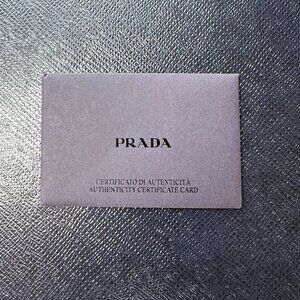 PRADA
CERTIFICATO DI AUTENTICITÀ
AUTHENTICITY CERTIFICATE CARD